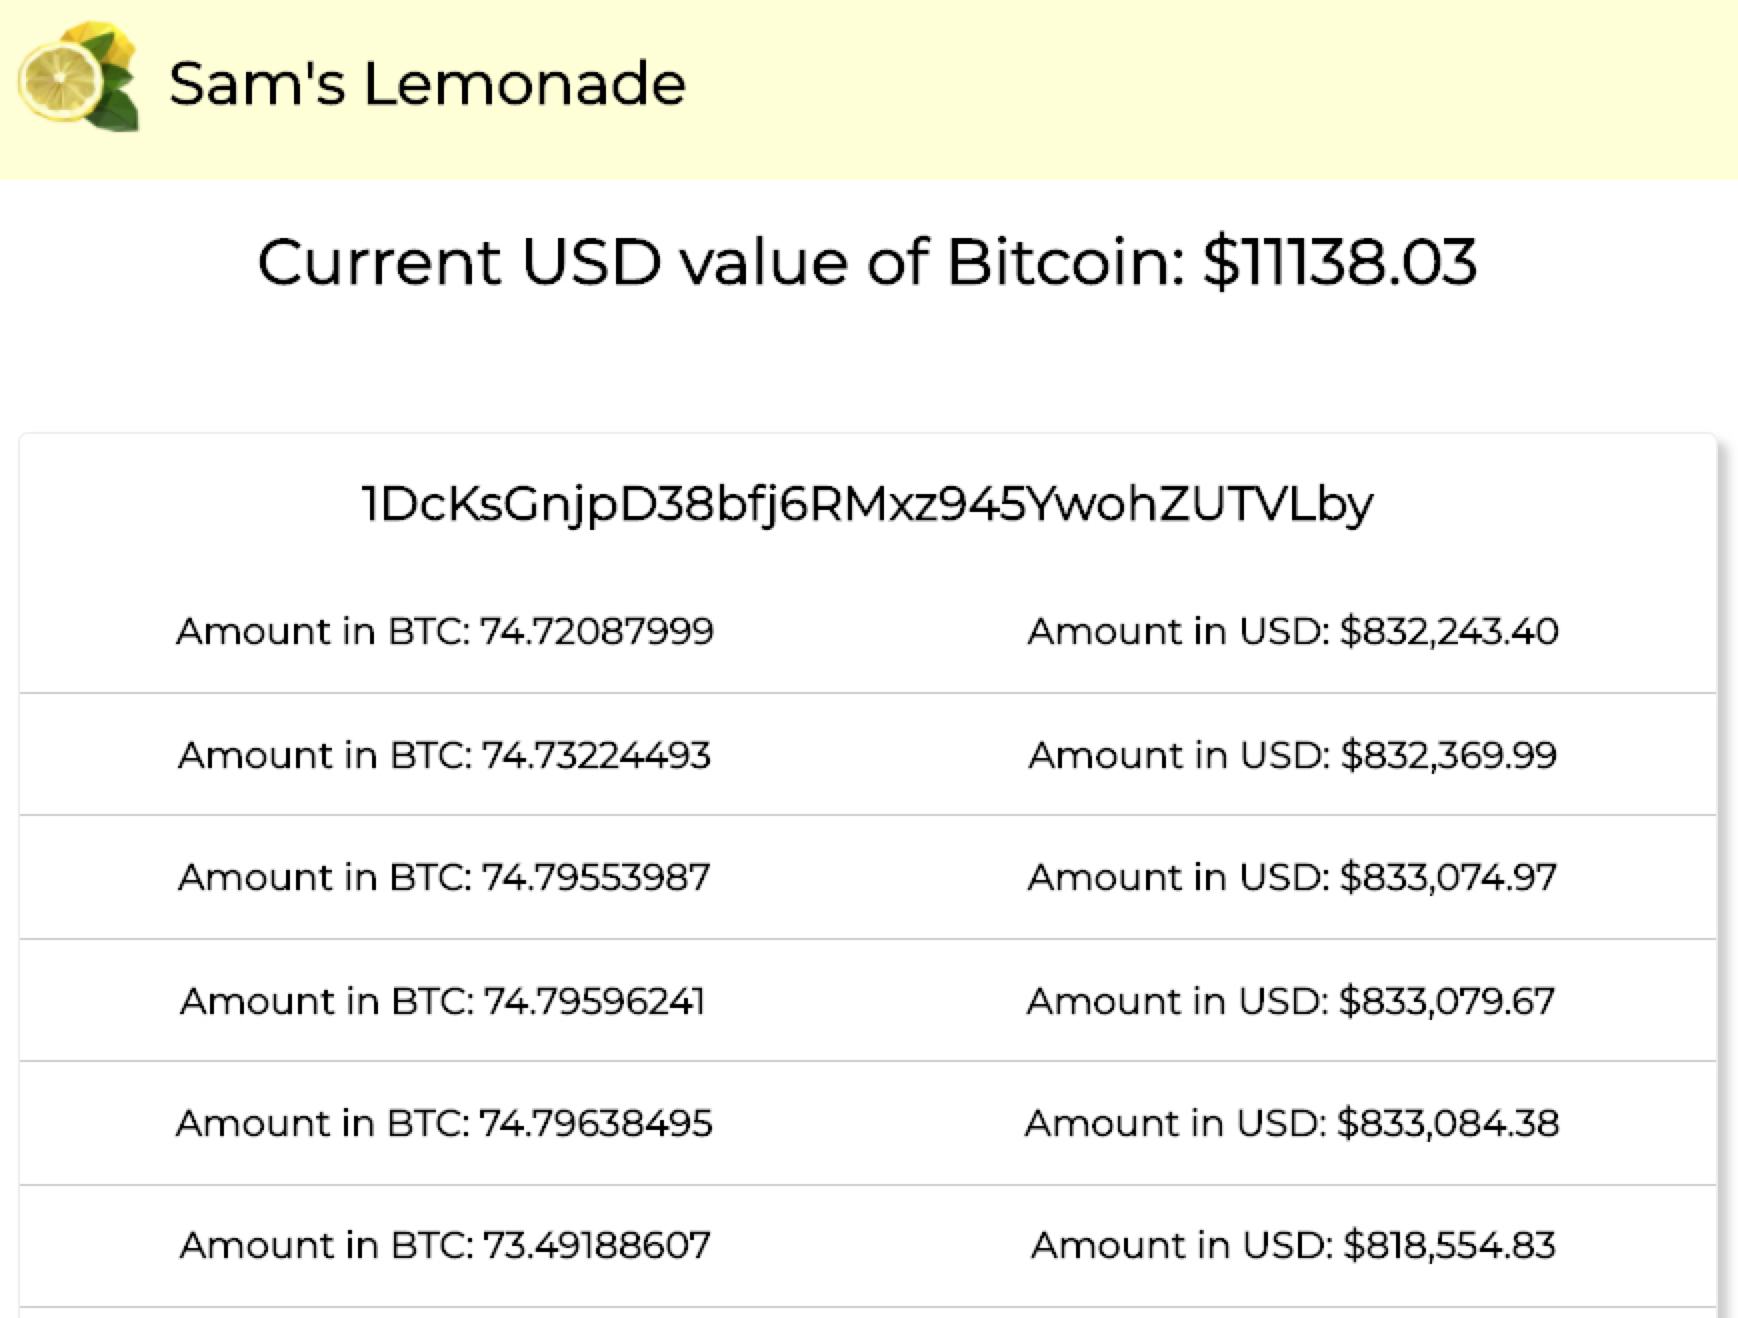 Sam's Lemonade
Current USD value of Bitcoin: $11138.03
1DcKsGnjpD38bfj6RMxz945YwohZUTVLby
Amount in BTC: 74.72087999 Amount in USD: $832,243.40
Amount in BTC: 74.73224493 Amount in USD: $832,369.99
Amount in BTC: 74.79553987 Amount in USD: $833,074.97
Amount in BTC: 74.79596241 Amount in USD: $833,079.67
Amount in BTC: 74.79638495 Amount in USD: $833,084.38
Amount in BTC: 73.49188607 Amount in USD: $818,554.83